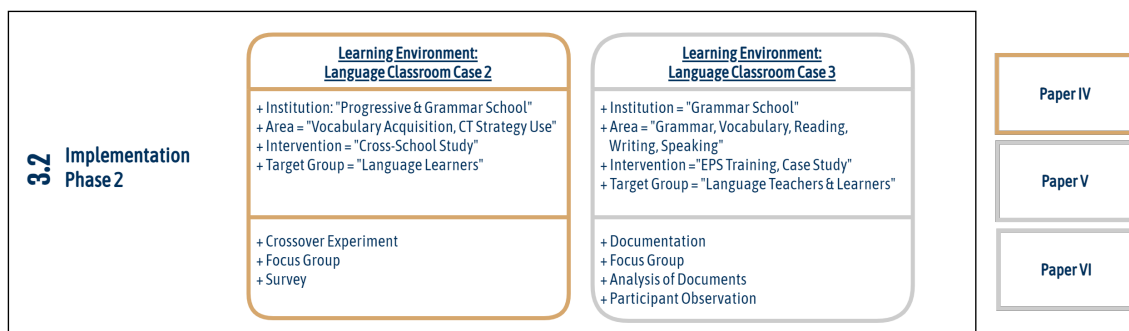 3.2
Implementation
Phase 2
Learning Environment:
Language Classroom Case 2
+ Institution: "Progressive & Grammar School"
+ Area = "Vocabulary Acquisition, CT Strategy Use"
+ Intervention = "Cross-School Study"
+ Target Group = "Language Learners"
+ Crossover Experiment
+ Focus Group
+ Survey
Learning Environment:
Language Classroom Case 3
+ Institution = "Grammar School"
+ Area = "Grammar, Vocabulary, Reading,
Writing, Speaking"
+ Intervention ="EPS Training, Case Study"
+ Target Group = "Language Teachers & Learners"
+ Documentation
+ Focus Group
+ Analysis of Documents
+ Participant Observation
Paper IV
Paper V
Paper VI